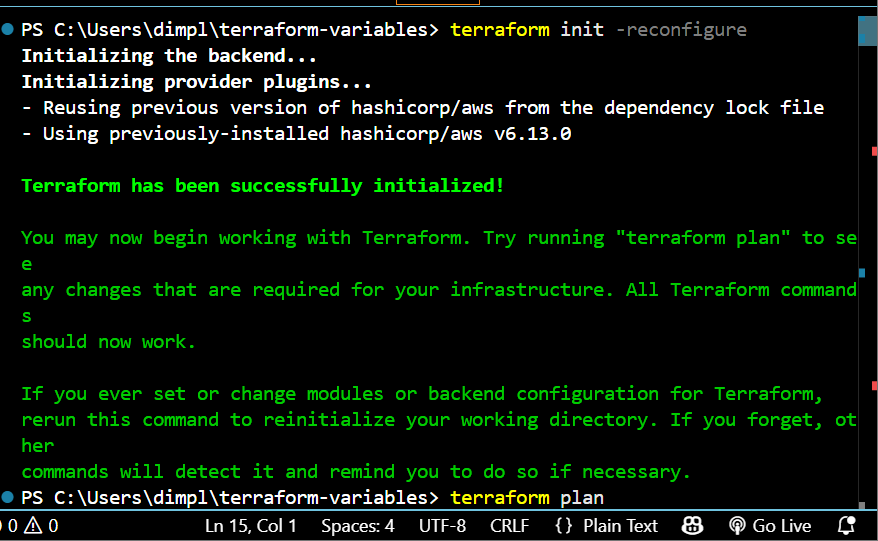 PS C:\Users\dimpl\terraform-variables> terraform init -reconfigure
Initializing the backend...
Initializing provider plugins...
- Reusing previous version of hashicorp/aws from the dependency lock file
- Using previously-installed hashicorp/aws v6.13.0
Terraform has been successfully initialized!
You may now begin working with Terraform. Try running "terraform plan" to se
e
any changes that are required for your infrastructure. All Terraform command
s
should now work.
If you ever set or change modules or backend configuration for Terraform,
rerun this command to reinitialize your working directory. If you forget, ot
her
commands will detect it and remind you to do so if necessary.
PS C:\Users\dimpl\terraform-variables> terraform plan
0 0 Ln 15, Col 1 Spaces: 4 UTF-8 CRLF {} Plain Text Go Live